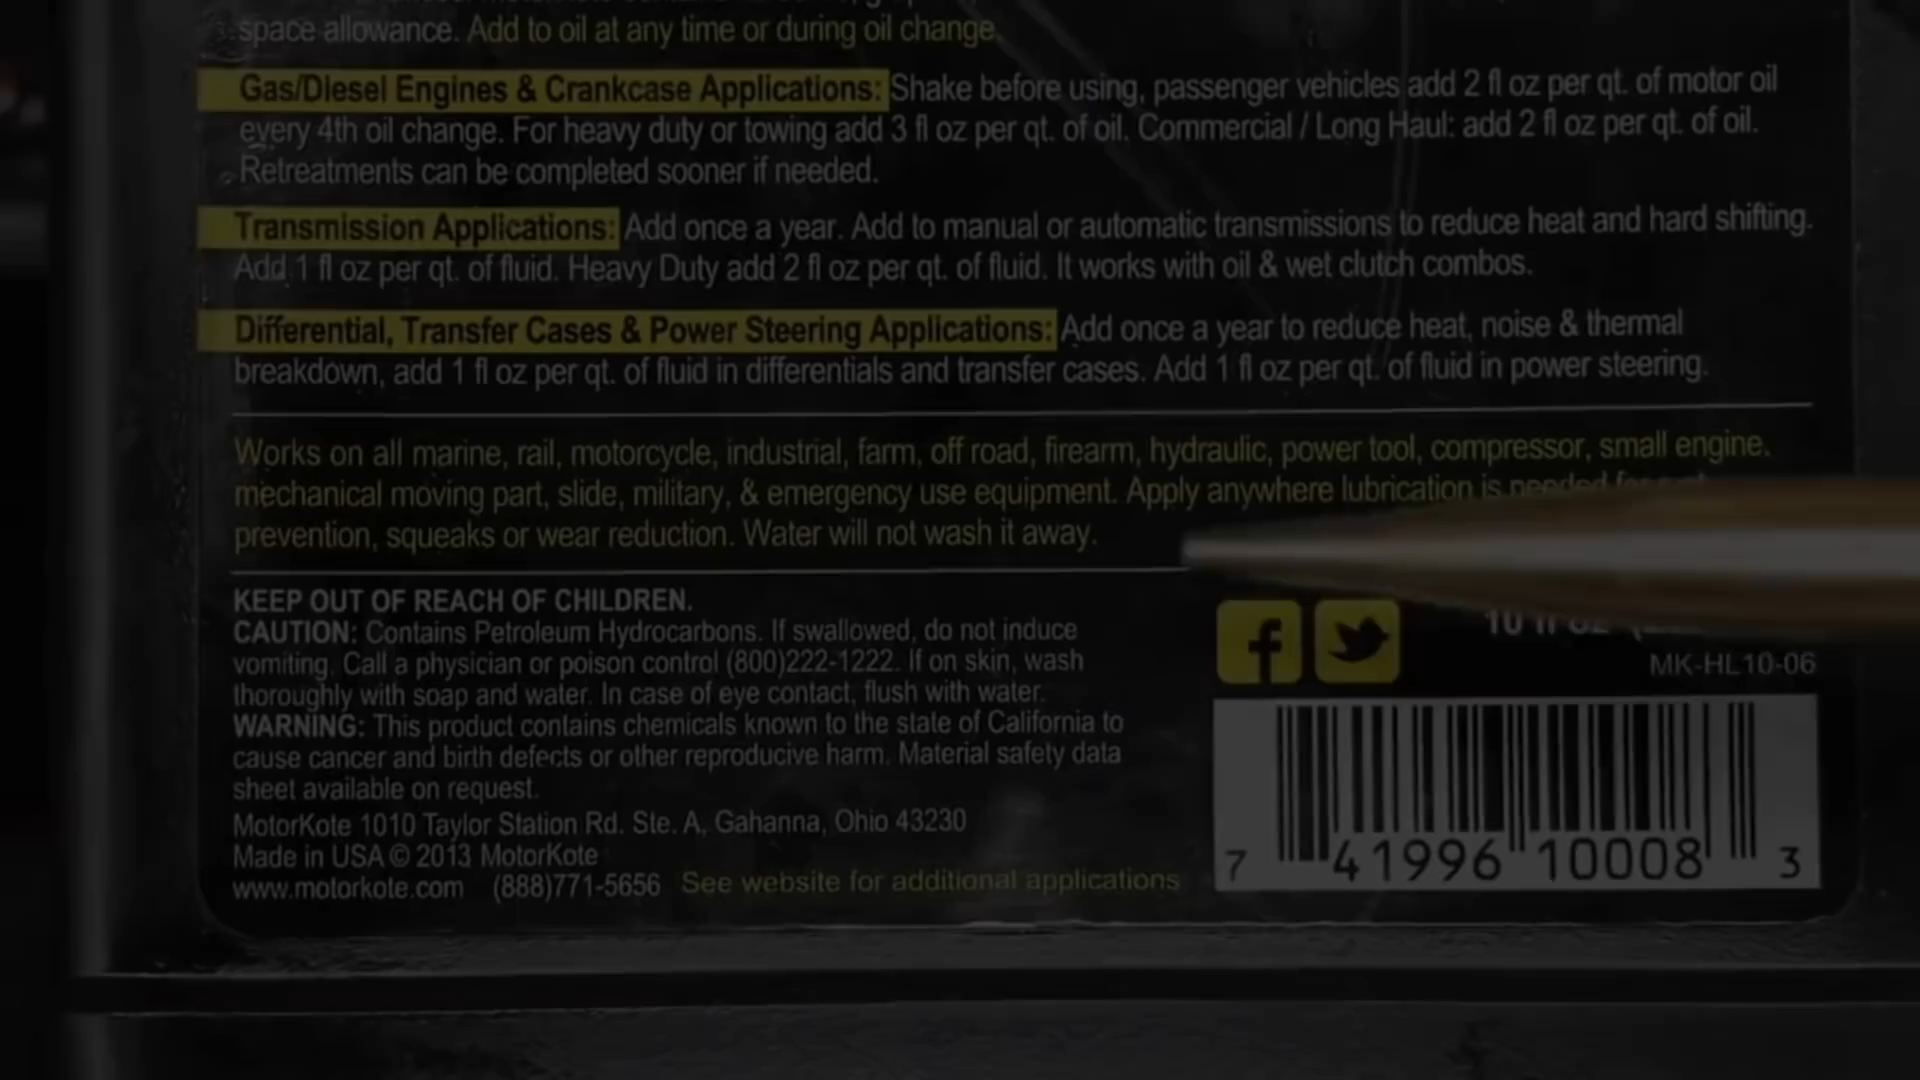 space allowance. Add to oil at any time or during oil change.
Gas/Diesel Engines & Crankcase Applications: Shake before using, passenger vehicles add 2 fl oz per qt. of motor oil
every 4th oil change. For heavy duty or towing add 3 fl oz per qt. of oil. Commercial / Long Haul: add 2 fl oz per qt. of oil.
Retreatments can be completed sooner if needed.
Transmission Applications: Add once a year. Add to manual or automatic transmissions to reduce heat and hard shifting.
Add 1 fl oz per qt. of fluid. Heavy Duty add 2 fl oz per qt. of fluid. It works with oil & wet clutch combos.
Differential, Transfer Cases & Power Steering Applications: Add once a year to reduce heat, noise & thermal
breakdown, add 1 fl oz per qt. of fluid in differentials and transfer cases. Add 1 fl oz per qt. of fluid in power steering.
Works on all marine, rail, motorcycle, industrial, farm, off road, firearm, hydraulic, power tool, compressor, small engine.
mechanical moving part, slide, military, & emergency use equipment. Apply anywhere lubrication is needed
prevention, squeaks or wear reduction. Water will not wash it away.
KEEP OUT OF REACH OF CHILDREN.
CAUTION: Contains Petroleum Hydrocarbons. If swallowed, do not induce
vomiting. Call a physician or poison control (800)222-1222. If on skin, wash
thoroughly with soap and water. In case of eye contact, flush with water.
WARNING: This product contains chemicals known to the state of California to
cause cancer and birth defects or other reproductive harm. Material safety data
sheet available on request.
MotorKote 1010 Taylor Station Rd. Ste. A, Gahanna, Ohio 43230
Made in USA © 2013 MotorKote
www.motorkote.com (888)771-5656 See website for additional applications
10 fl oz
MK-HL10-06
7 41996 10008 3